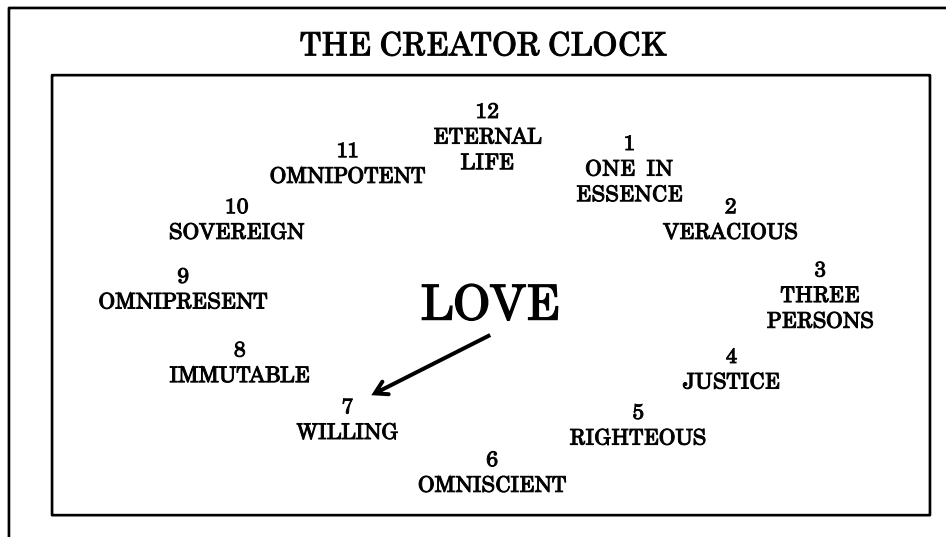 THE CREATOR CLOCK
12
ETERNAL
LIFE
1
ONE IN
ESSENCE
2
VERACIOUS
3
THREE
PERSONS
4
JUSTICE
5
RIGHTEOUS
6
OMNISCIENT
7
WILLING
8
IMMUTABLE
9
OMNIPRESENT
10
SOVEREIGN
11
OMNIPOTENT
LOVE